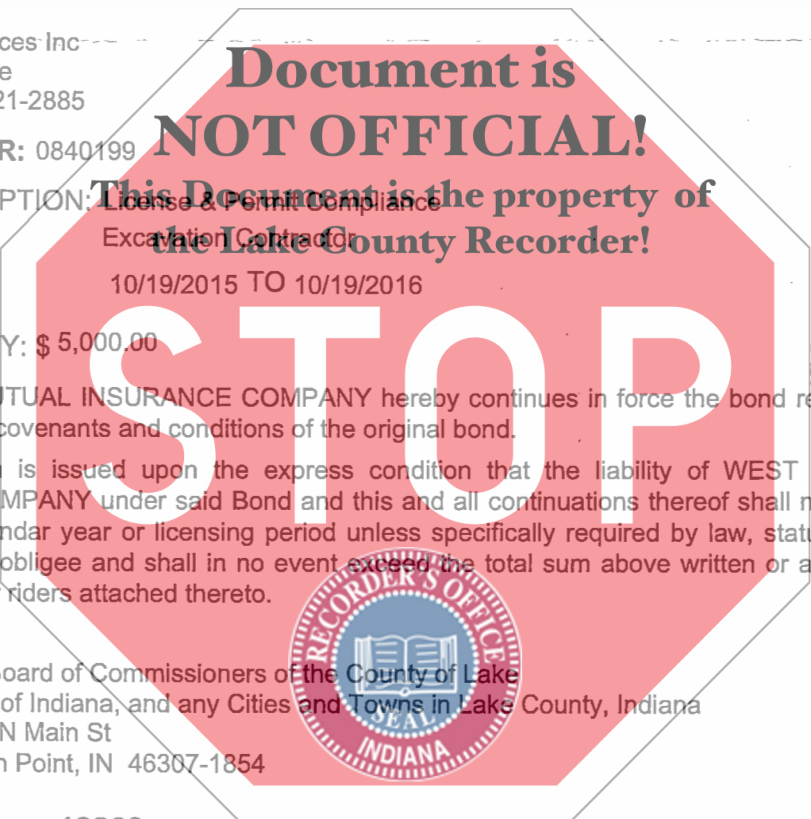 ces Inc
e
21-2885
Document is
NOT OFFICIAL!
R: 0840199
This Document is the property of
PTION: License & Permit Compliance
the Lake County Recorder!
Excavation Contractor
10/19/2015 TO 10/19/2016
Y: $ 5,000.00
STOP
UTUAL INSURANCE COMPANY hereby continues in force the bond re
covenants and conditions of the original bond.
n is issued upon the express condition that the liability of WEST
MPANY under said Bond and this and all continuations thereof shall n
ndar year or licensing period unless specifically required by law, statu
obligee and shall in no event exceed the total sum above written or a
riders attached thereto.
RECORDER'S OFFICE
SEAL
INDIANA
oard of Commissioners of the County of Lake
of Indiana, and any Cities and Towns in Lake County, Indiana
N Main St
n Point, IN 46307-1854